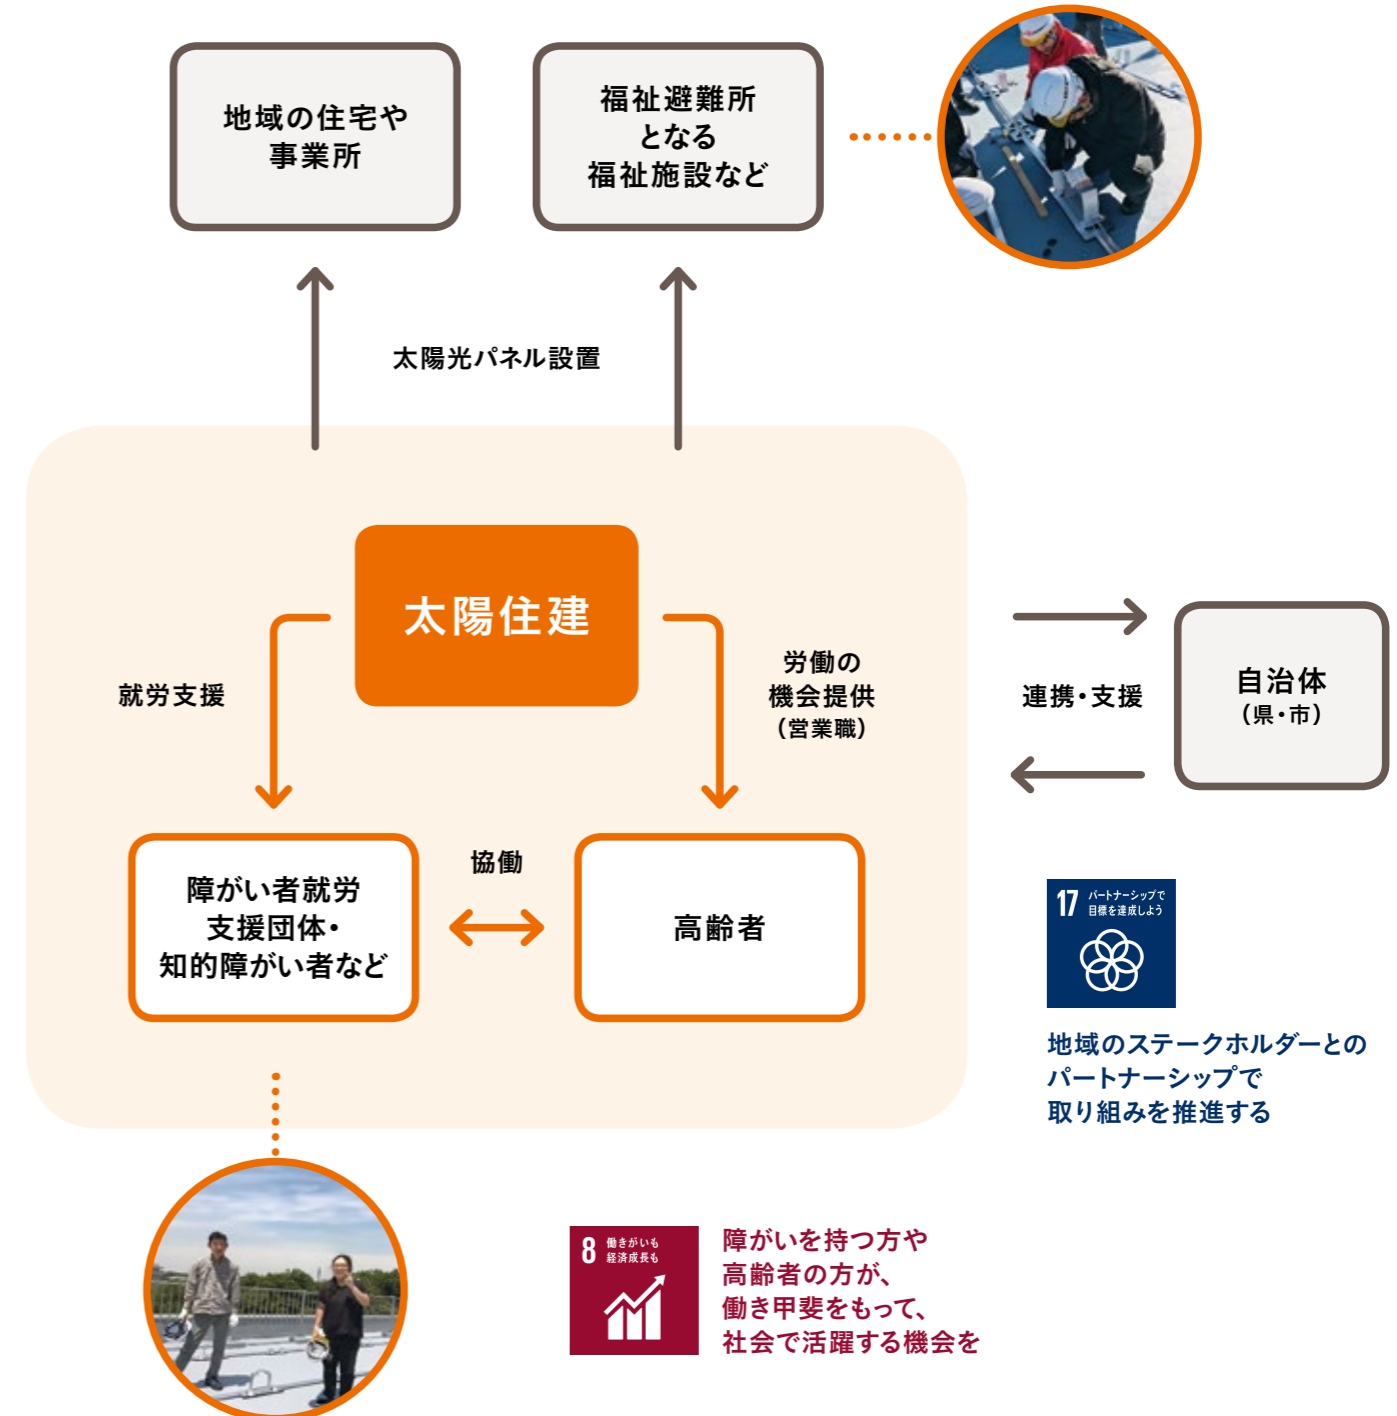 地域の住宅や
事業所
福祉避難所
となる
福祉施設など
太陽光パネル設置
太陽住建
就労支援
労働の
機会提供
（営業職）
連携・支援
自治体
（県・市）
障がい者就労
支援団体・
知的障がい者など
協働
高齢者
17 パートナーシップで
目標を達成しよう
地域のステークホルダーとの
パートナーシップで
取り組みを推進する
8 働きがいも
経済成長も
障がいを持つ方や
高齢者の方が、
働き甲斐をもって、
社会で活躍する機会を